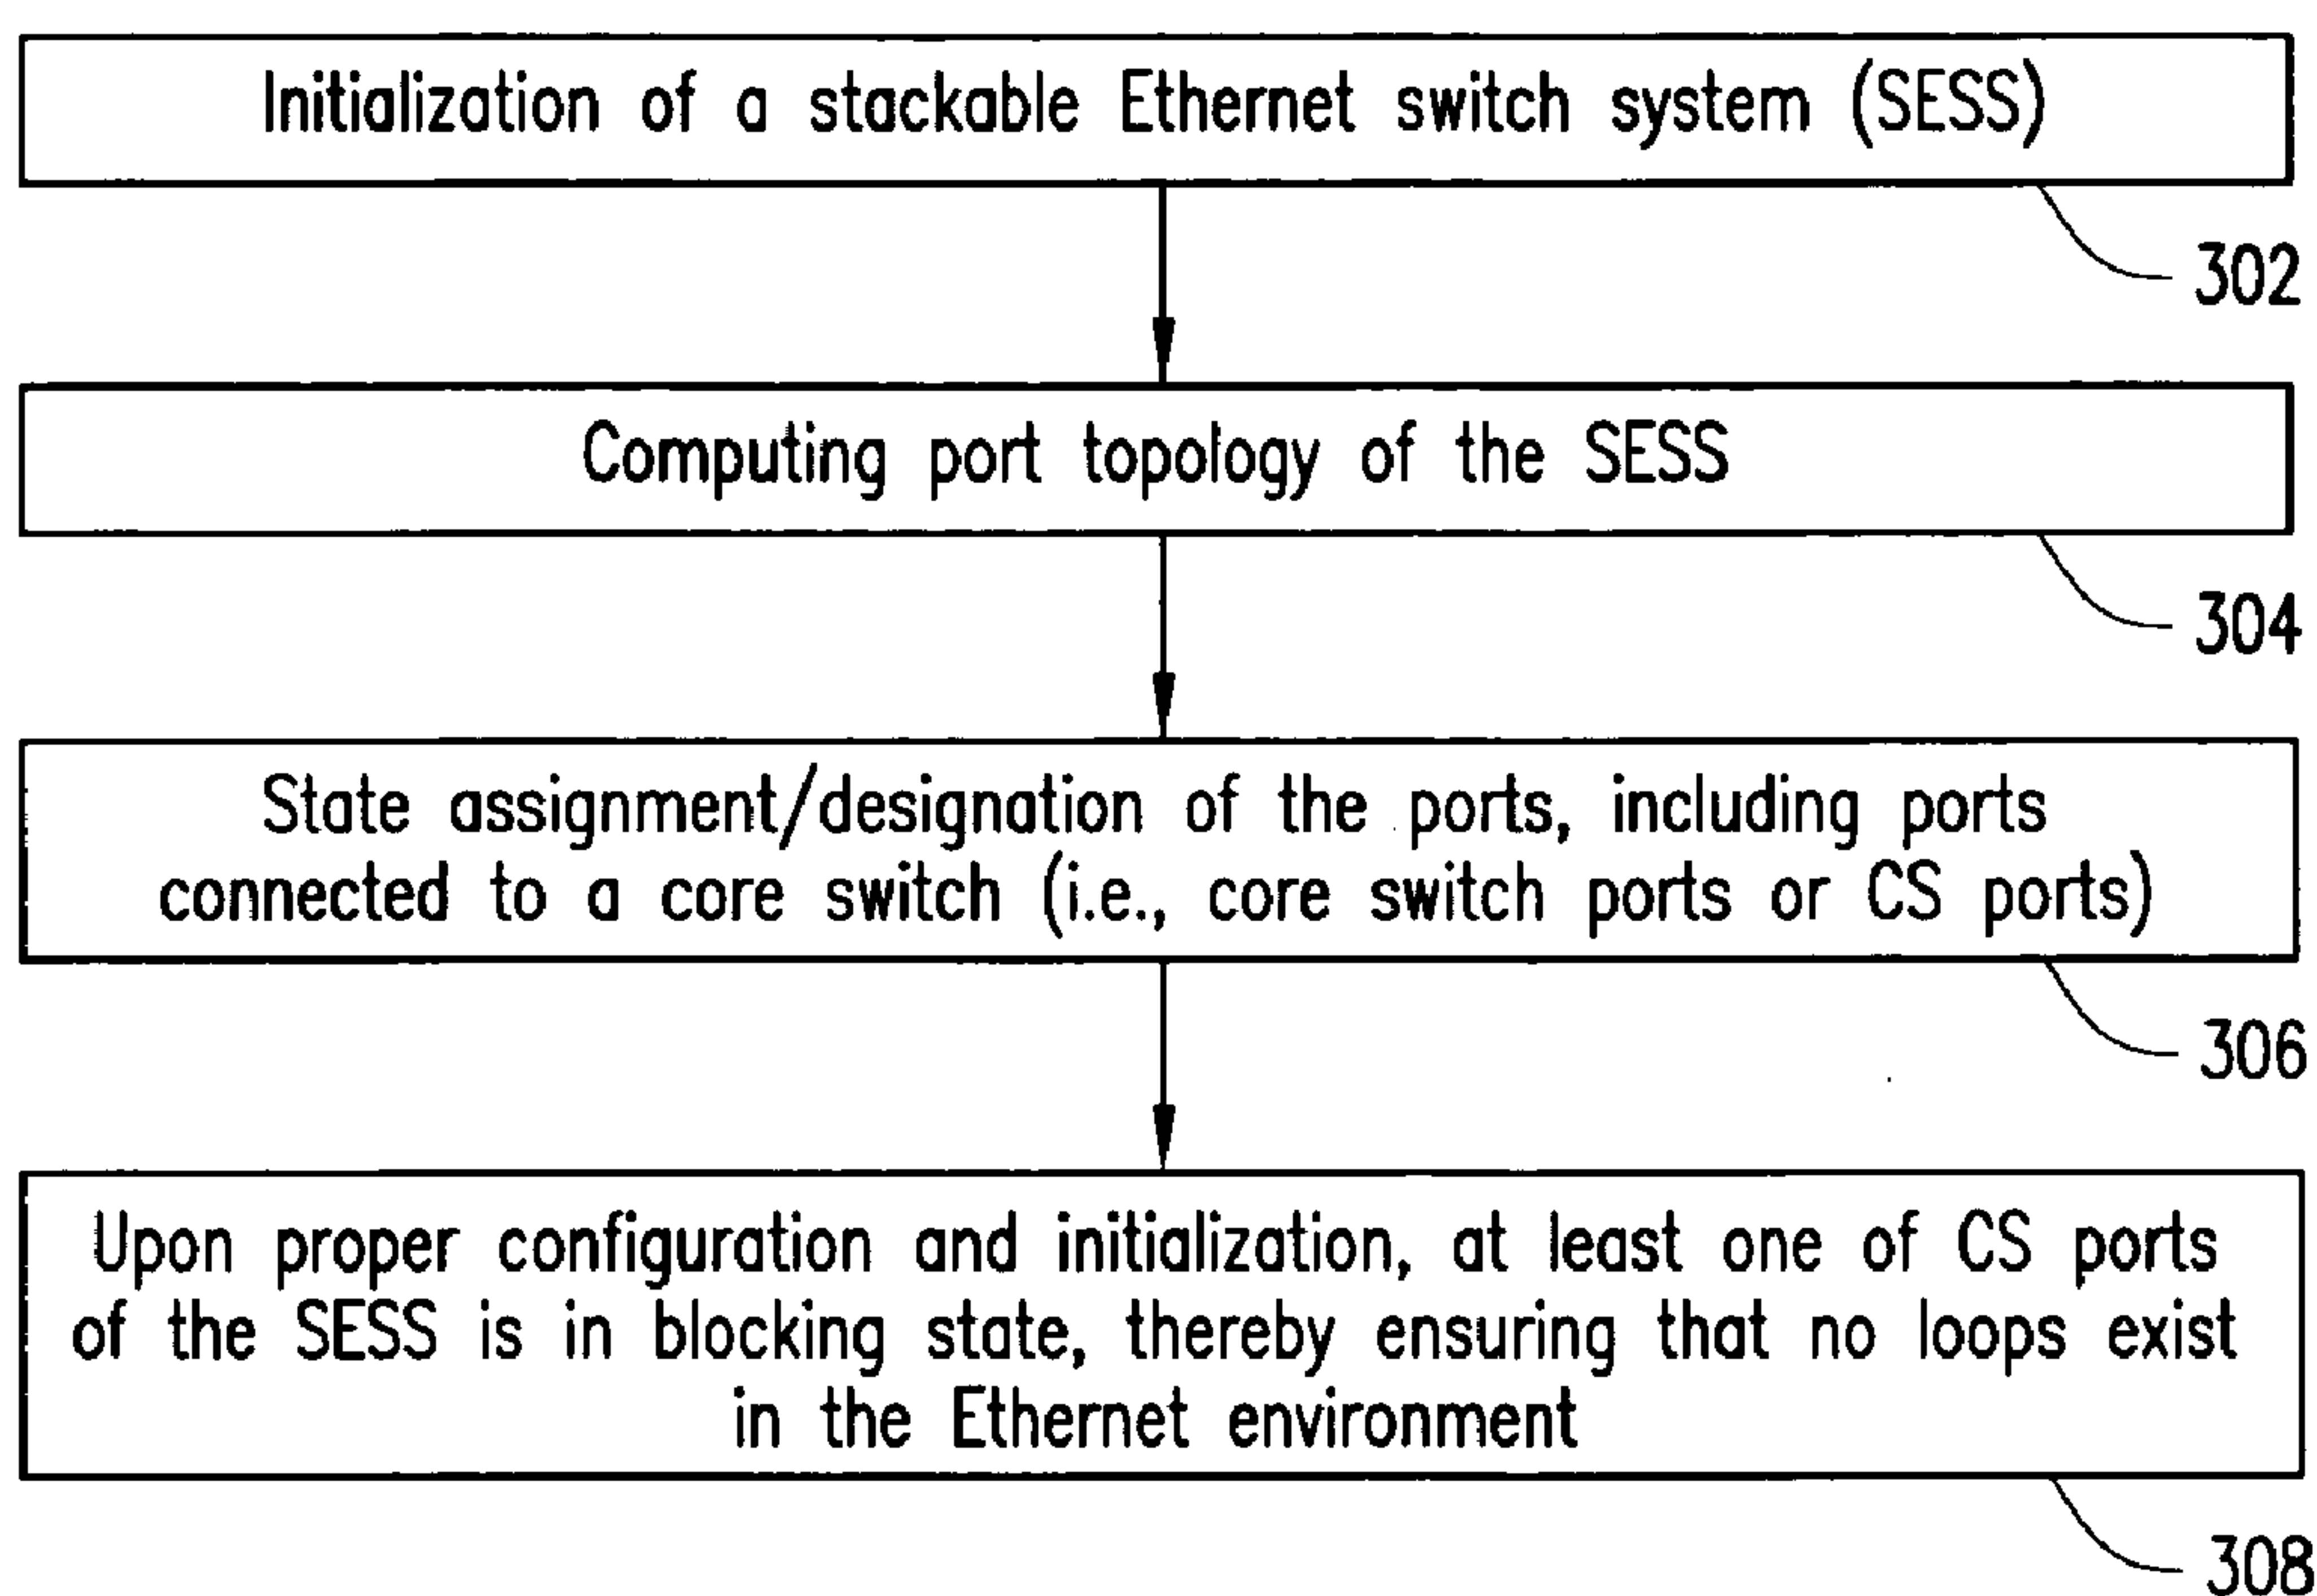 Initialization of a stackable Ethernet switch system (SESS)
302
Computing port topology of the SESS
304
State assignment/designation of the ports, including ports
connected to a core switch (i.e., core switch ports or CS ports)
306
Upon proper configuration and initialization, at least one of CS ports
of the SESS is in blocking state, thereby ensuring that no loops exist
in the Ethernet environment
308